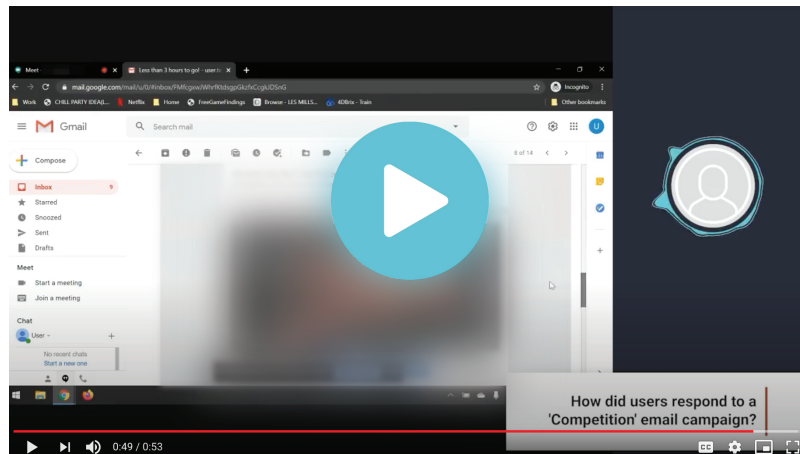 Meet
Less than 3 hours to go! - user te
mail.google.com/mail/u/0/#inbox/
Incognito
Work
CHILL PARTY IDEA(L...
Netflix
Home
FreeGameFindings
Browse - LES MILLS...
4DBrix - Train
Other bookmarks
Gmail
Search mail
U
Compose
8 of 14
Inbox
9
Starred
Snoozed
Sent
Drafts
Meet
Start a meeting
Join a meeting
Chat
User
No recent chats
Start a new one
How did users respond to a
'Competition' email campaign?
0:49 / 0:53
CC